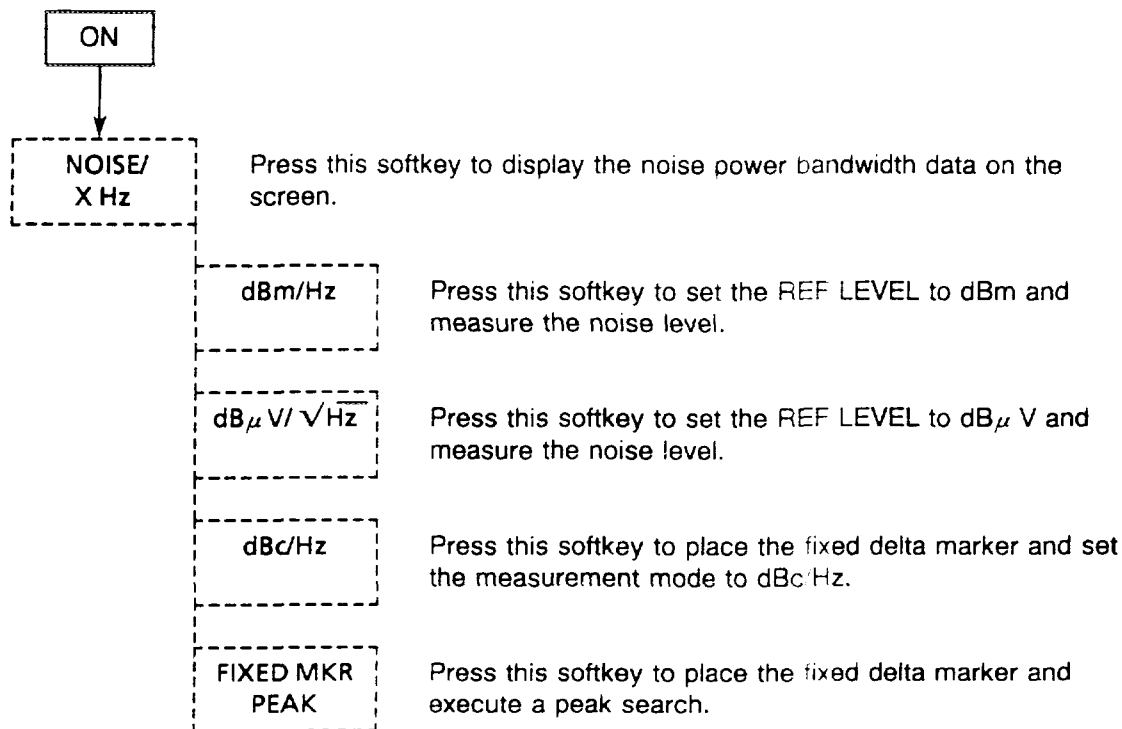 ON
NOISE/
X Hz
Press this softkey to display the noise power bandwidth data on the
screen.
dBm/Hz
Press this softkey to set the REF LEVEL to dBm and
measure the noise level.
dBμ V/ √Hz
Press this softkey to set the REF LEVEL to dBμ V and
measure the noise level.
dBc/Hz
Press this softkey to place the fixed delta marker and set
the measurement mode to dBc/Hz.
FIXED MKR
PEAK
Press this softkey to place the fixed delta marker and
execute a peak search.